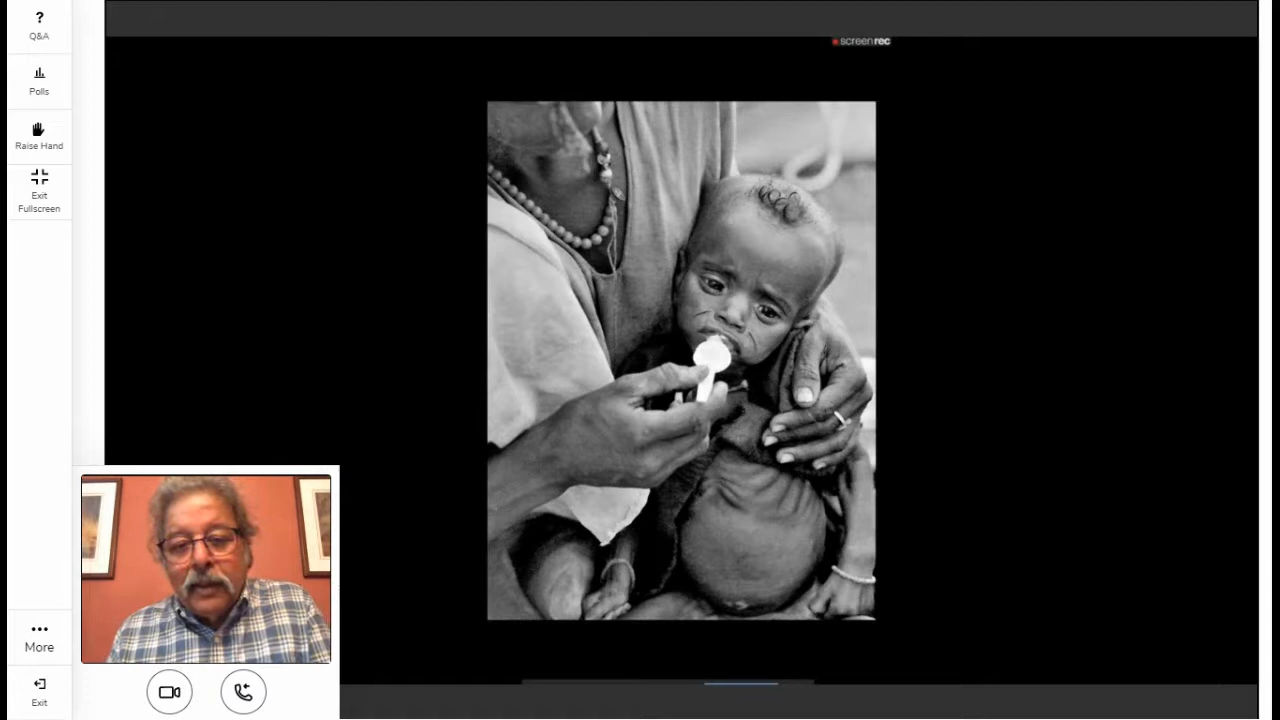 Q&A
Polls
Raise Hand
Exit
Fullscreen
More
Exit
screenrec